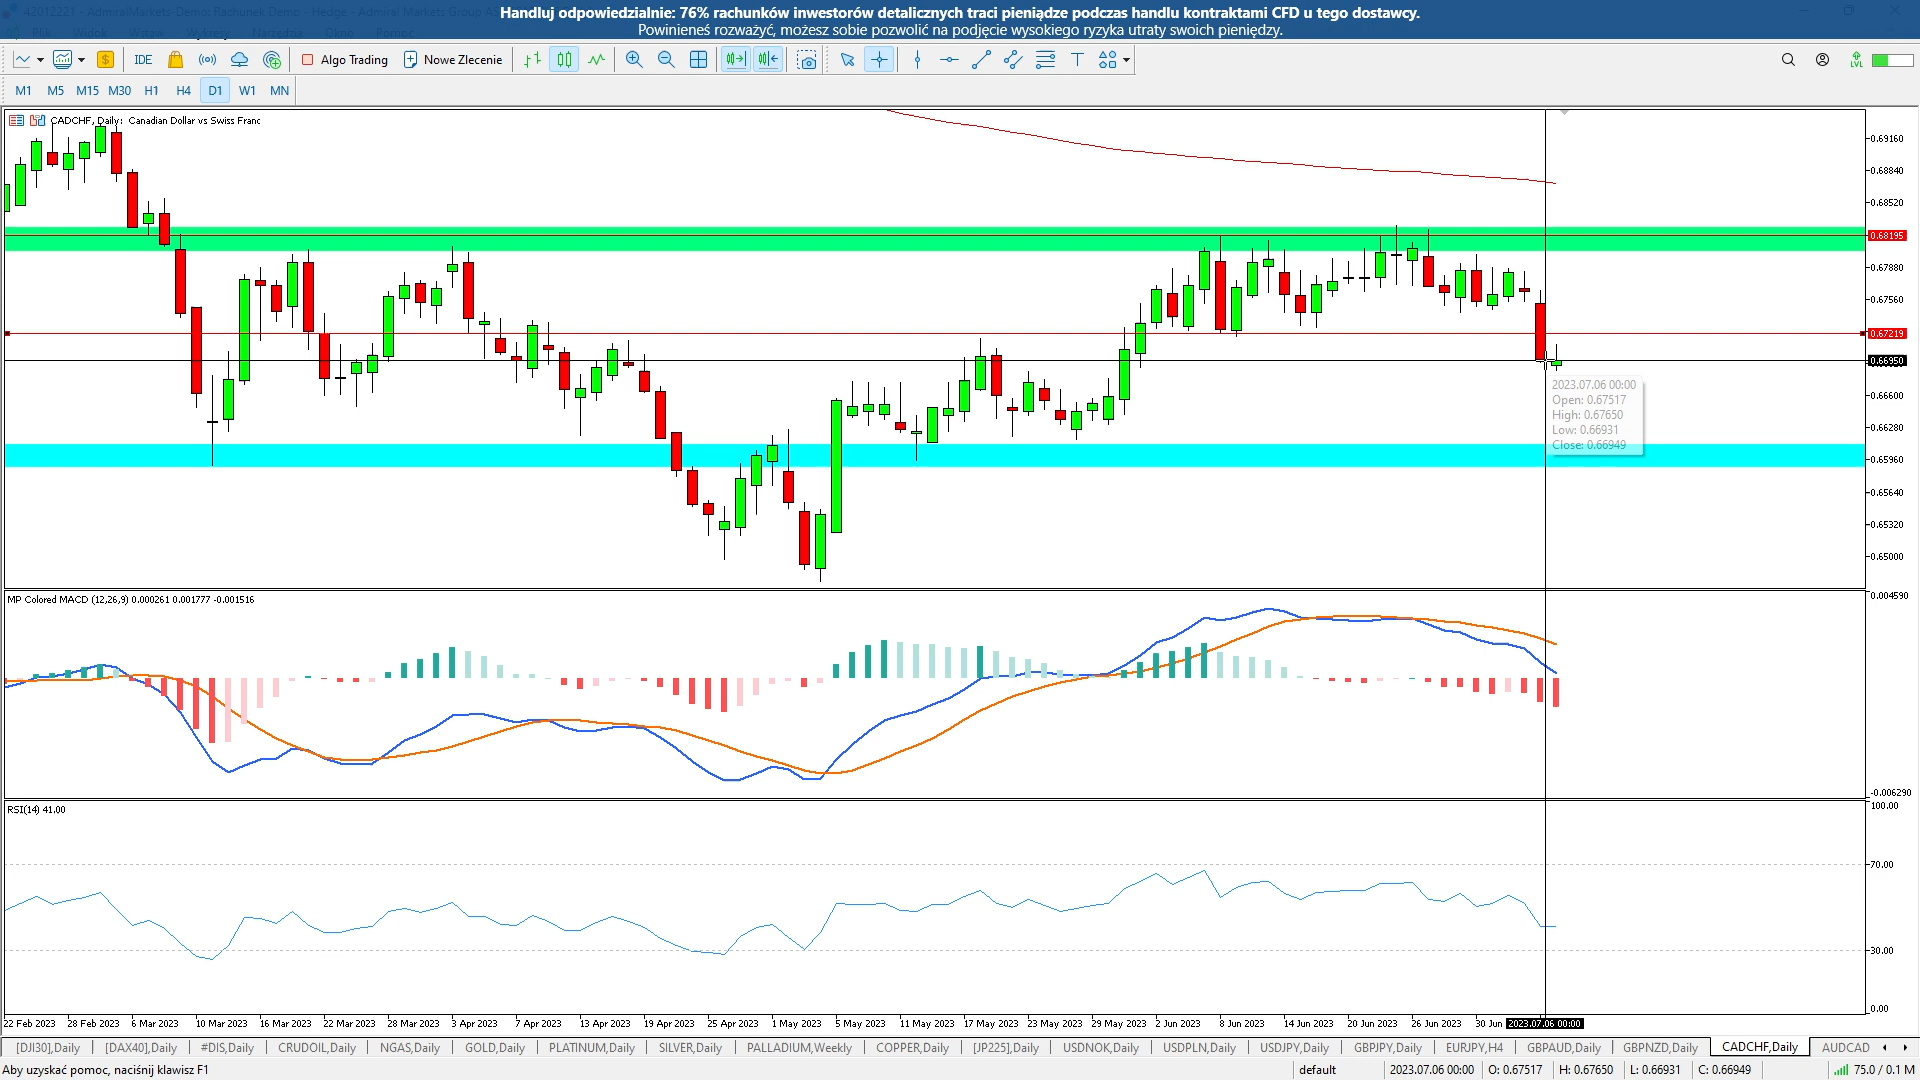 42012221 - AdmiralMarkets-Demo: Rachunek Demo - Hedge - Admiral Markets Group
Handluj odpowiedzialnie: 76% rachunków inwestorów detalicznych traci pieniądze podczas handlu kontraktami CFD u tego dostawcy.
Powinieneś rozważyć, możesz sobie pozwolić na podjęcie wysokiego ryzyka utraty swoich pieniędzy.
IDE $ Algo Trading Nowe Zlecenie T LVL
M1 M5 M15 M30 H1 H4 D1 W1 MN
CADCHF, Daily: Canadian Dollar vs Swiss Franc
0.69160
0.68840
0.68520
0.68195
0.67880
0.67560
0.67219
0.66950
0.66600
0.66280
0.65960
0.65640
0.65320
0.65000
2023.07.06 00:00
Open: 0.67517
High: 0.67650
Low: 0.66931
Close: 0.66949
MP Colored MACD (12,26,9) 0.000261 0.001777 -0.001516
0.004590
-0.006290
RSI(14) 41.00
100.00
70.00
30.00
0.00
22 Feb 2023 28 Feb 2023 6 Mar 2023 10 Mar 2023 16 Mar 2023 22 Mar 2023 28 Mar 2023 3 Apr 2023 7 Apr 2023 13 Apr 2023 19 Apr 2023 25 Apr 2023 1 May 2023 5 May 2023 11 May 2023 17 May 2023 23 May 2023 29 May 2023 2 Jun 2023 8 Jun 2023 14 Jun 2023 20 Jun 2023 26 Jun 2023 30 Jun 2023.07.06 00:00
[DJI30],Daily [DAX40],Daily #DIS,Daily CRUDOIL,Daily NGAS,Daily GOLD,Daily PLATINUM,Daily SILVER,Daily PALLADIUM,Weekly COPPER,Daily [JP225],Daily USDNOK,Daily USDPLN,Daily USDJPY,Daily GBPJPY,Daily EURJPY,H4 GBPAUD,Daily GBPNZD,Daily CADCHF,Daily AUDCAD
Aby uzyskać pomoc, naciśnij klawisz F1 default 2023.07.06 00:00 O: 0.67517 H: 0.67650 L: 0.66931 C: 0.66949 75.0 / 0.1 M